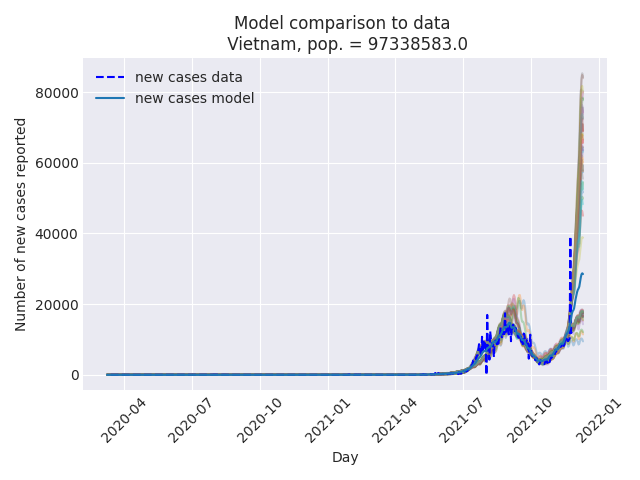 Model comparison to data
Vietnam, pop. = 97338583.0
new cases data
new cases model
Number of new cases reported
80000
60000
40000
20000
0
2020-04
2020-07
2020-10
2021-01
2021-04
2021-07
2021-10
2022-01
Day